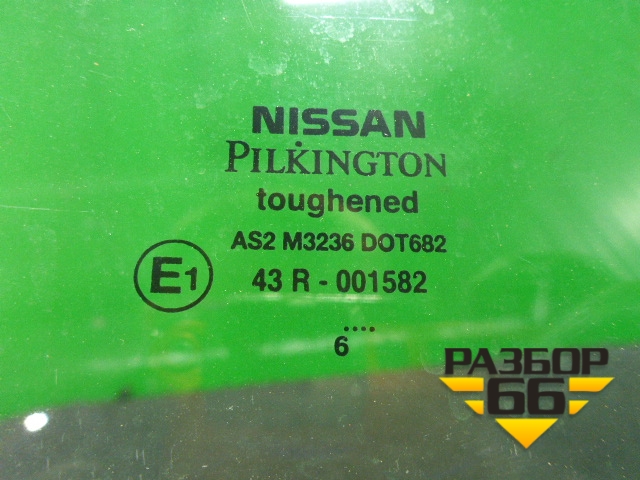 NISSAN
PILKINGTON
toughened
AS2 M3236 DOT682
E1 43 R - 001582
....
6
РАЗБОР
66